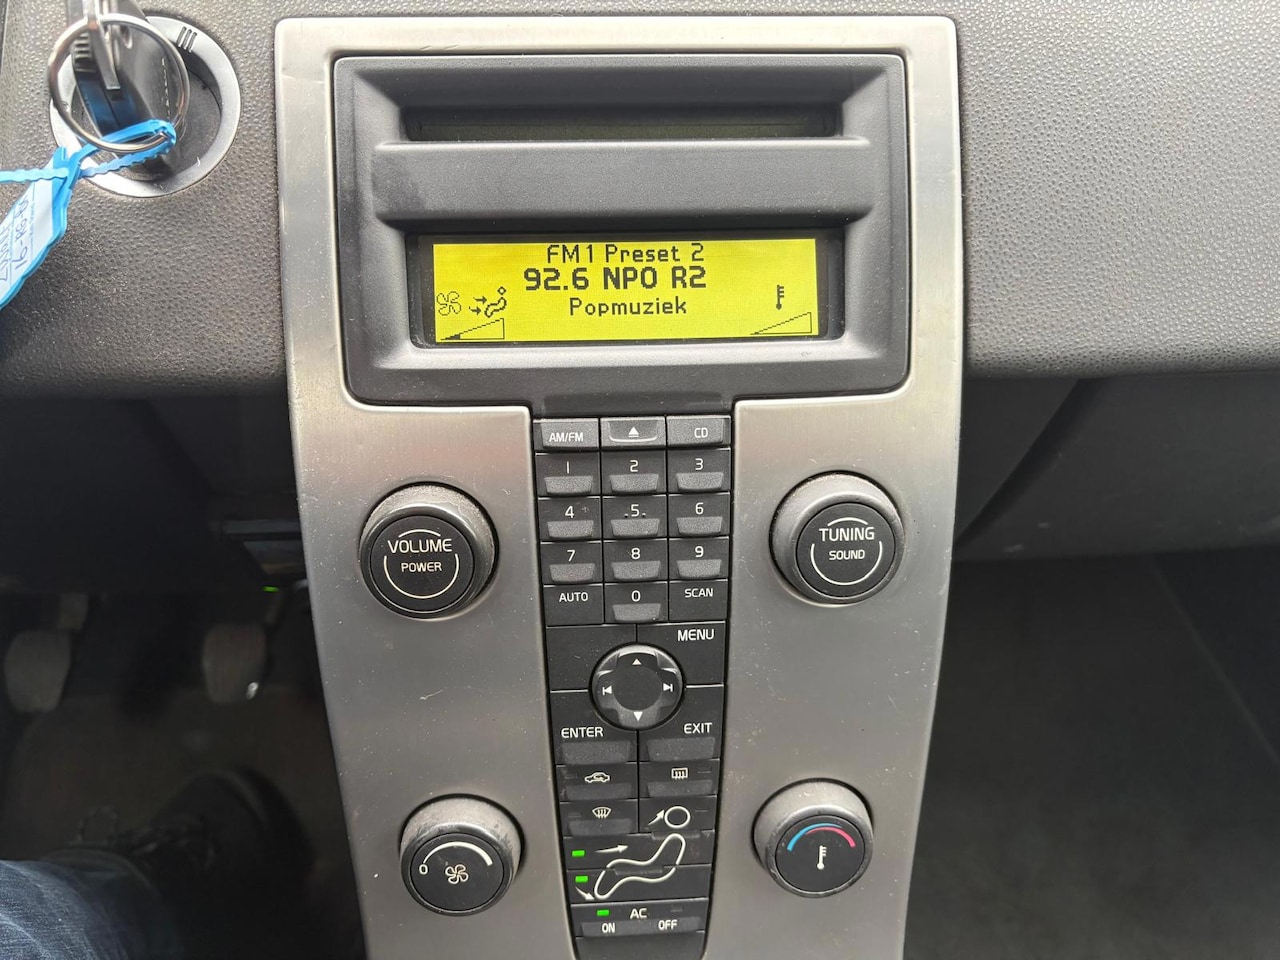 FM1 Preset 2
92.6 NPO R2
Popmuziek
AM/FM
CD
1
2
3
4
5
6
7
8
9
AUTO
0
SCAN
VOLUME
POWER
TUNING
SOUND
MENU
ENTER
EXIT
0
AC
ON
OFF